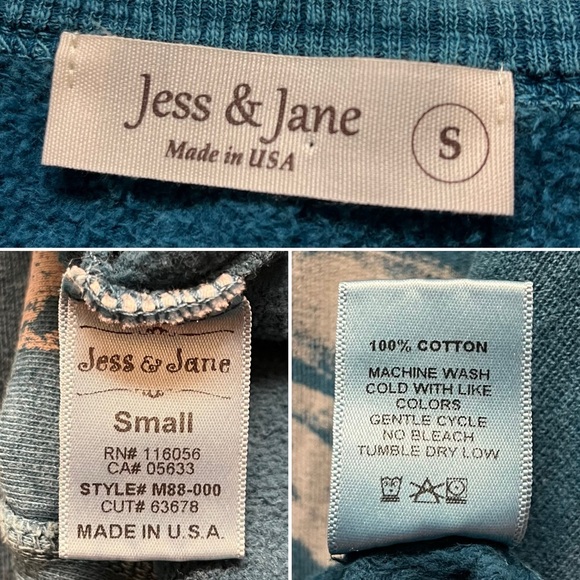 Jess & Jane
Made in USA
S
Jess & Jane
Small
RN# 116056
CA# 05633
STYLE# M88-000
CUT# 63678
MADE IN U.S.A.
100% COTTON
MACHINE WASH
COLD WITH LIKE
COLORS
GENTLE CYCLE
NO BLEACH
TUMBLE DRY LOW